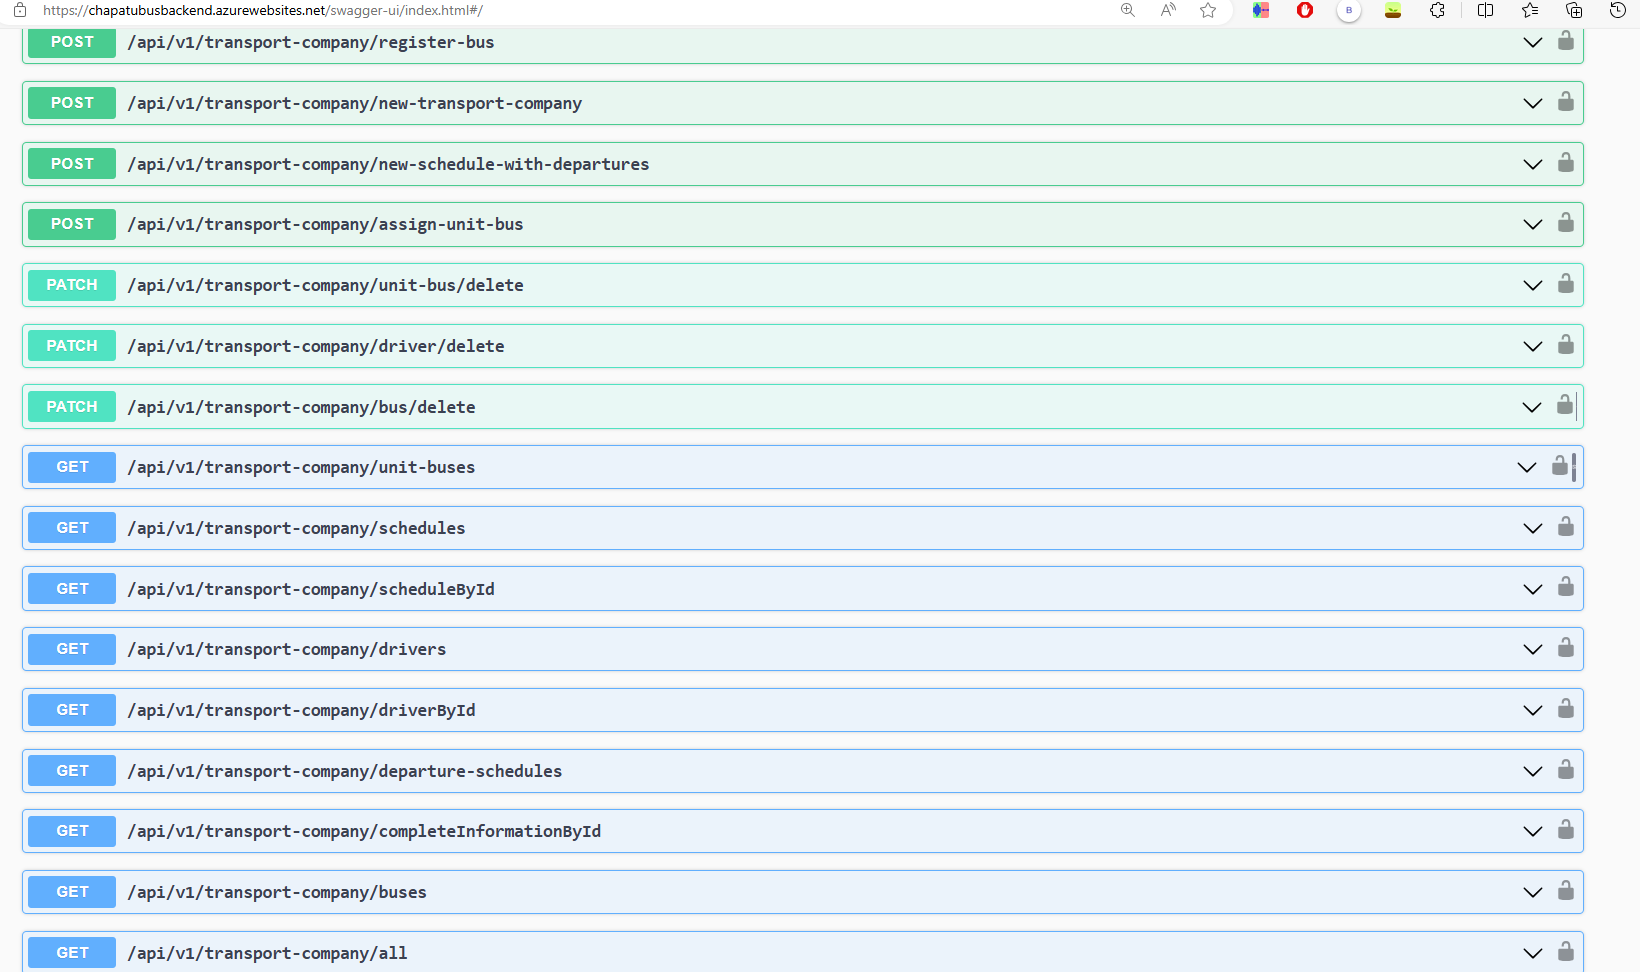 https://chapatubusbackend.azurewebsites.net/swagger-ui/index.html#/
POST /api/v1/transport-company/register-bus
POST /api/v1/transport-company/new-transport-company
POST /api/v1/transport-company/new-schedule-with-departures
POST /api/v1/transport-company/assign-unit-bus
PATCH /api/v1/transport-company/unit-bus/delete
PATCH /api/v1/transport-company/driver/delete
PATCH /api/v1/transport-company/bus/delete
GET /api/v1/transport-company/unit-buses
GET /api/v1/transport-company/schedules
GET /api/v1/transport-company/scheduleById
GET /api/v1/transport-company/drivers
GET /api/v1/transport-company/driverById
GET /api/v1/transport-company/departure-schedules
GET /api/v1/transport-company/completeInformationById
GET /api/v1/transport-company/buses
GET /api/v1/transport-company/all